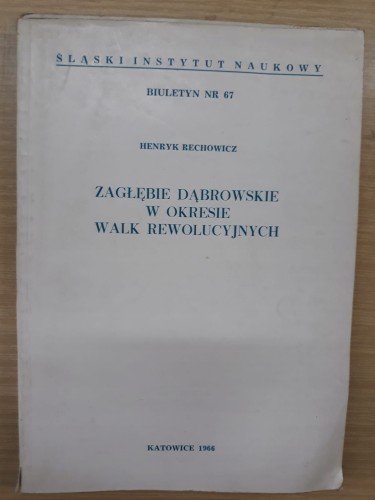 ŚLĄSKI INSTYTUT NAUKOWY
BIULETYN NR 67
HENRYK RECHOWICZ
ZAGŁĘBIE DĄBROWSKIE
W OKRESIE
WALK REWOLUCYJNYCH
KATOWICE 1966